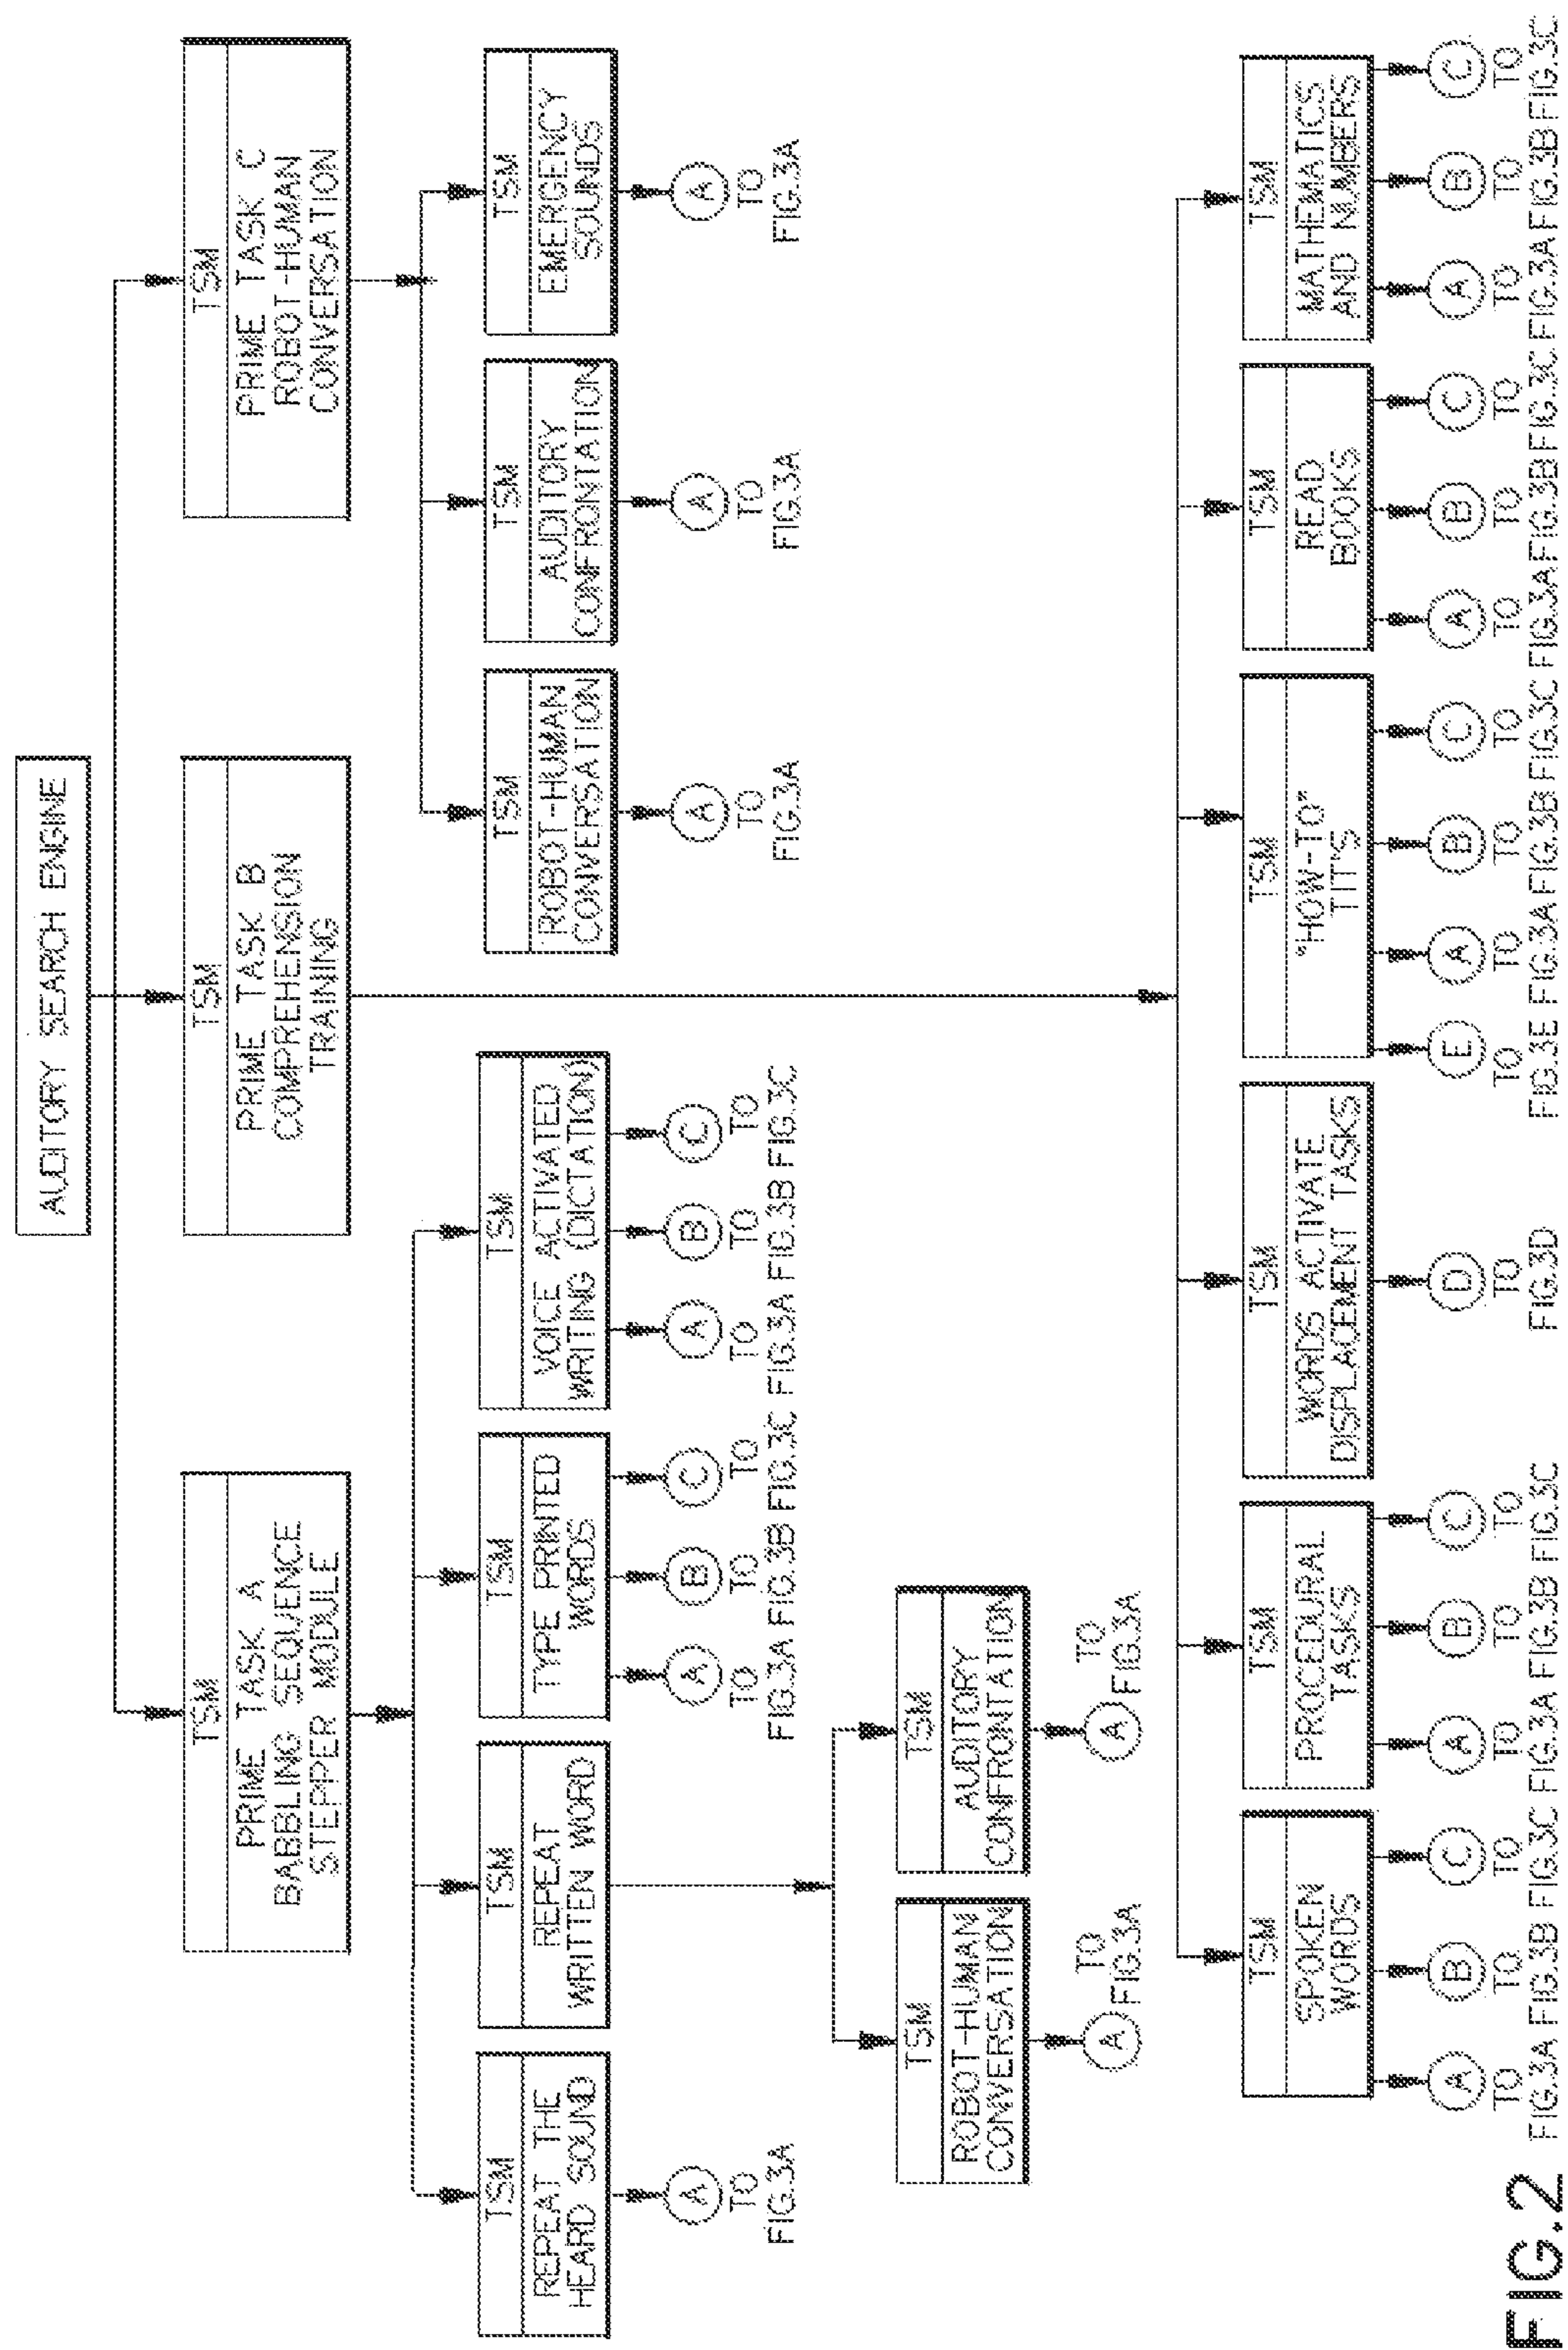 AUDITORY SEARCH ENGINE
TSM
PRIME TASK A
BABBLING SEQUENCE
STEPPER MODULE
TSM
PRIME TASK B
COMPREHENSION
TRAINING
TSM
PRIME TASK C
ROBOT-HUMAN
CONVERSATION
TSM
REPEAT THE
HEARD SOUND
A
TO
FIG.3A
TSM
REPEAT
WRITTEN WORD
TSM
TYPE PRINTED
WORDS
A B C
TO TO TO
FIG.3A FIG.3B FIG.3C
TSM
VOICE ACTIVATED
WRITING (DICTATION)
A B C
TO TO TO
FIG.3A FIG.3B FIG.3C
TSM
ROBOT-HUMAN
CONVERSATION
A
TO
FIG.3A
TSM
AUDITORY
CONFRONTATION
A
TO
FIG.3A
TSM
EMERGENCY
SOUNDS
A
TO
FIG.3A
TSM
ROBOT-HUMAN
CONVERSATION
A
TO
FIG.3A
TSM
AUDITORY
CONFRONTATION
A
TO
FIG.3A
TSM
SPOKEN
WORDS
A B C
TO TO TO
FIG.3A FIG.3B FIG.3C
TSM
PROCEDURAL
TASKS
A B C
TO TO TO
FIG.3A FIG.3B FIG.3C
TSM
WORDS ACTIVATE
DISPLACEMENT TASKS
D
TO
FIG.3D
TSM
"HOW-TO"
TIT'S
E A B C
TO TO TO TO
FIG.3E FIG.3A FIG.3B FIG.3C
TSM
READ
BOOKS
A B C
TO TO TO
FIG.3A FIG.3B FIG.3C
TSM
MATHEMATICS
AND NUMBERS
A B C
TO TO TO
FIG.3A FIG.3B FIG.3C
FIG.2